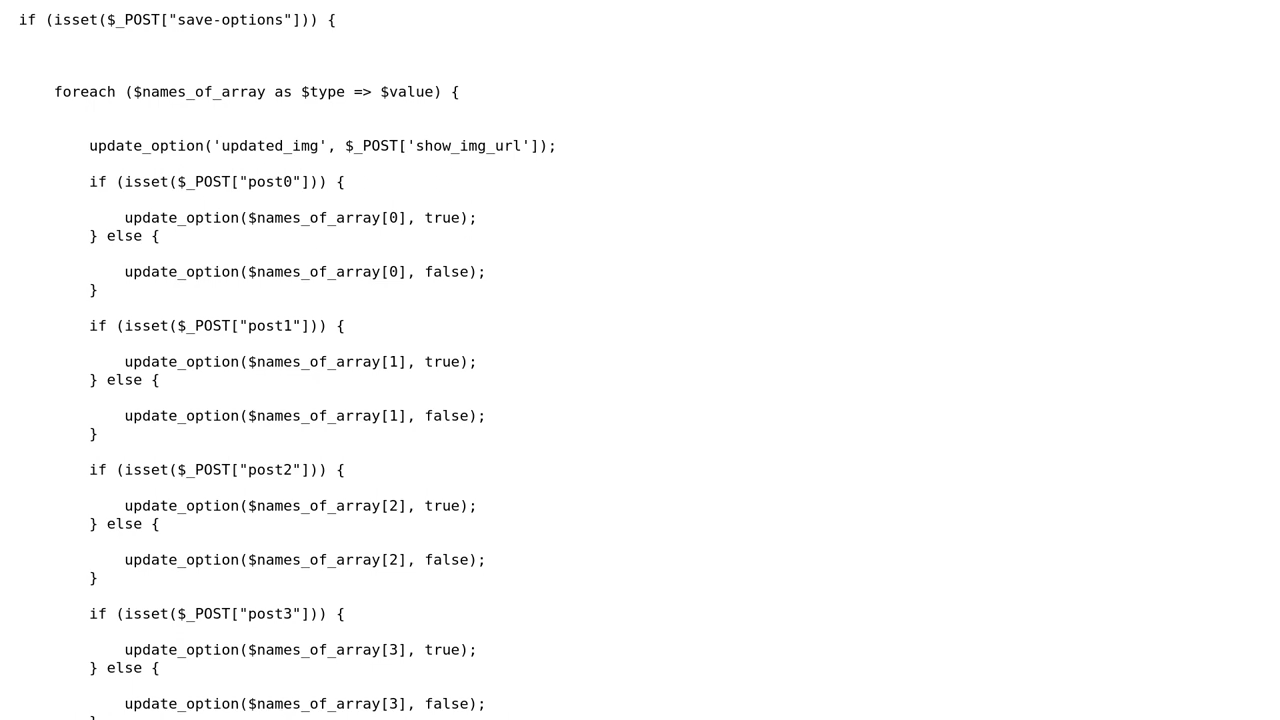 if (isset($_POST["save-options"])) {
foreach ($names_of_array as $type => $value) {
update_option('updated_img', $_POST['show_img_url']);
if (isset($_POST["post0"])) {
update_option($names_of_array[0], true);
} else {
update_option($names_of_array[0], false);
}
if (isset($_POST["post1"])) {
update_option($names_of_array[1], true);
} else {
update_option($names_of_array[1], false);
}
if (isset($_POST["post2"])) {
update_option($names_of_array[2], true);
} else {
update_option($names_of_array[2], false);
}
if (isset($_POST["post3"])) {
update_option($names_of_array[3], true);
} else {
update_option($names_of_array[3], false);
}